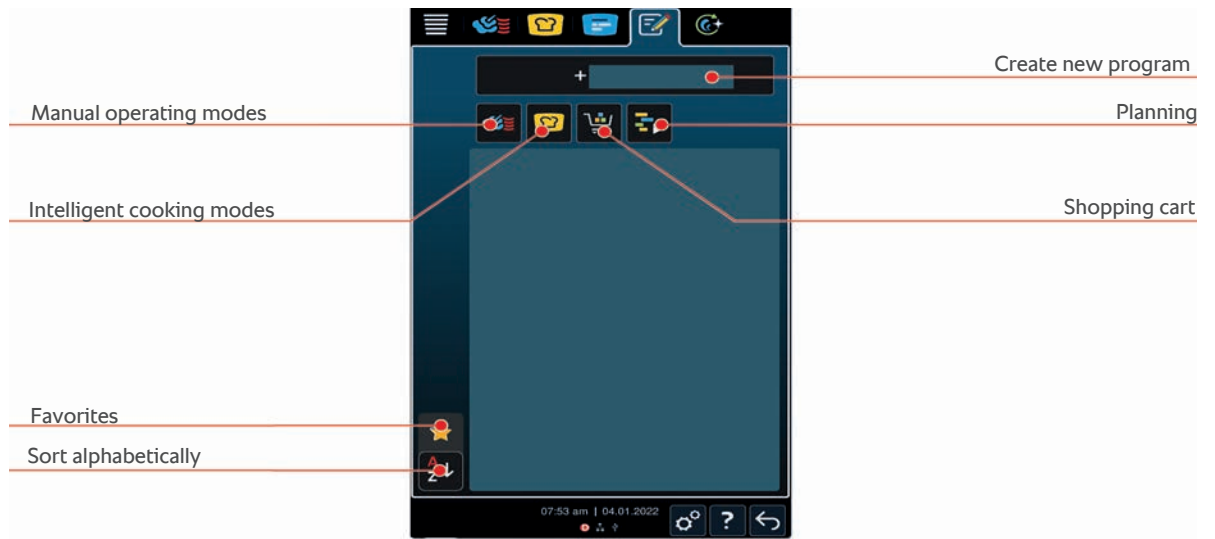 Create new program
Manual operating modes
Planning
Intelligent cooking modes
Shopping cart
Favorites
Sort alphabetically
A
Z
07:53 am | 04.01.2022
?